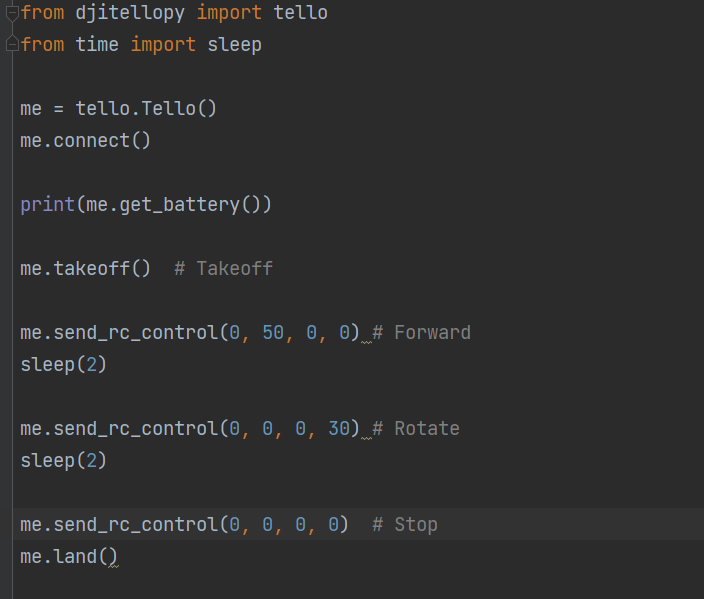 from djitellopy import tello
from time import sleep
me = tello.Tello()
me.connect()
print(me.get_battery())
me.takeoff()  # Takeoff
me.send_rc_control(0, 50, 0, 0) # Forward
sleep(2)
me.send_rc_control(0, 0, 0, 30) # Rotate
sleep(2)
me.send_rc_control(0, 0, 0, 0)  # Stop
me.land()